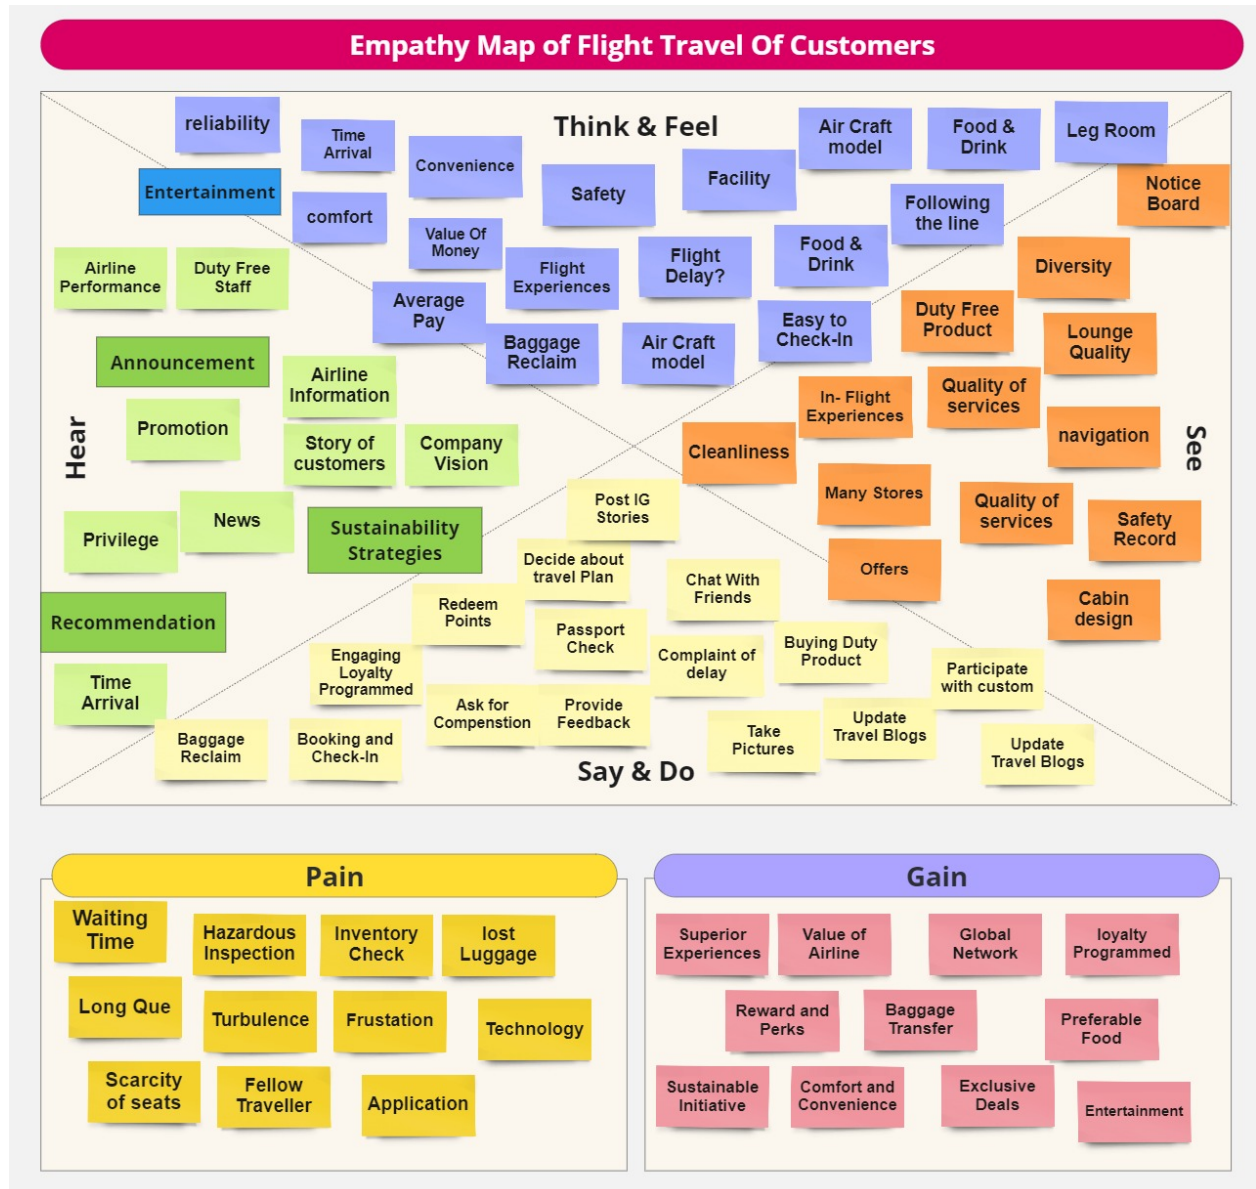 Empathy Map of Flight Travel Of Customers
Think & Feel
reliability
Time
Arrival
Convenience
Entertainment
comfort
Value Of
Money
Safety
Facility
Air Craft
model
Food &
Drink
Leg Room
Following
the line
Flight
Experiences
Flight
Delay?
Food &
Drink
Average
Pay
Baggage
Reclaim
Air Craft
model
Easy to
Check-In
Hear
Airline
Performance
Duty Free
Staff
Announcement
Airline
Information
Promotion
Story of
customers
Company
Vision
News
Privilege
Sustainability
Strategies
Recommendation
Time
Arrival
See
Notice
Board
Diversity
Duty Free
Product
Lounge
Quality
In- Flight
Experiences
Quality of
services
navigation
Cleanliness
Many Stores
Quality of
services
Safety
Record
Offers
Cabin
design
Post IG
Stories
Decide about
travel Plan
Chat With
Friends
Redeem
Points
Passport
Check
Buying Duty
Product
Engaging
Loyalty
Programmed
Complaint of
delay
Participate
with custom
Ask for
Compenstion
Provide
Feedback
Take
Pictures
Update
Travel Blogs
Update
Travel Blogs
Baggage
Reclaim
Booking and
Check-In
Say & Do
Pain
Waiting
Time
Hazardous
Inspection
Inventory
Check
lost
Luggage
Long Que
Turbulence
Frustation
Technology
Scarcity
of seats
Fellow
Traveller
Application
Gain
Superior
Experiences
Value of
Airline
Global
Network
loyalty
Programmed
Reward and
Perks
Baggage
Transfer
Preferable
Food
Sustainable
Initiative
Comfort and
Convenience
Exclusive
Deals
Entertainment